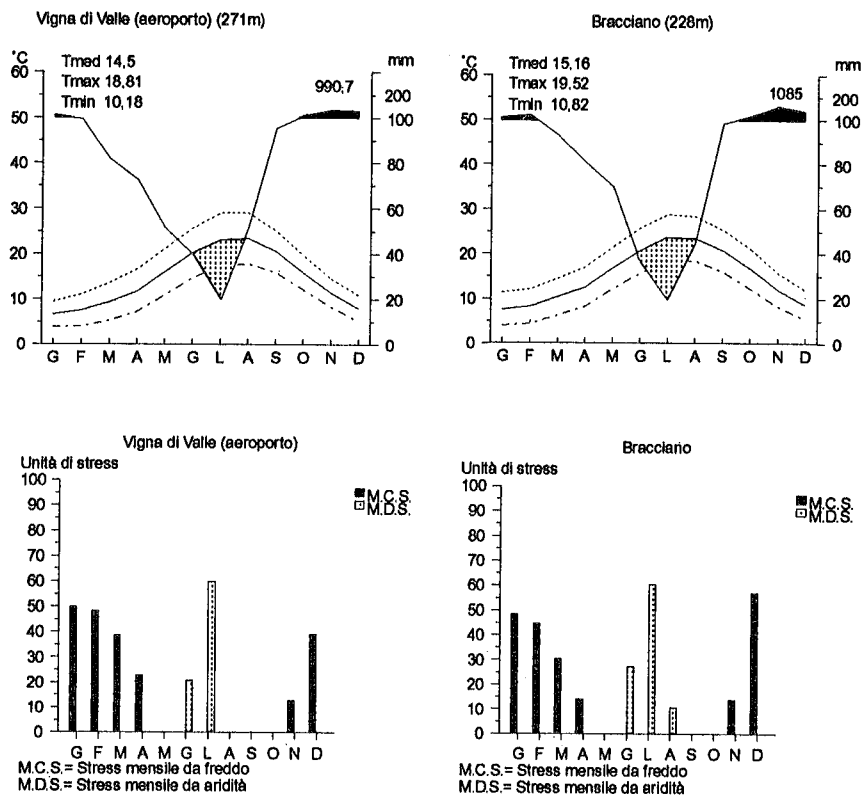 Vigna di Valle (aeroporto) (271m)
°C
mm
Tmed 14,5
Tmax 18,81
Tmin 10,18
990,7
60
50
40
30
20
10
0
200
100
80
60
40
20
0
G F M A M G L A S O N D
Bracciano (228m)
°C
mm
Tmed 15,16
Tmax 19,52
Tmin 10,82
1085
60
50
40
30
20
10
0
200
100
80
60
40
20
0
G F M A M G L A S O N D
Vigna di Valle (aeroporto)
Unità di stress
100
90
80
70
60
50
40
30
20
10
0
M.C.S.
M.D.S.
G F M A M G L A S O N D
M.C.S.= Stress mensile da freddo
M.D.S.= Stress mensile da aridità
Bracciano
Unità di stress
100
90
80
70
60
50
40
30
20
10
0
M.C.S.
M.D.S.
G F M A M G L A S O N D
M.C.S.= Stress mensile da freddo
M.D.S.= Stress mensile da aridità